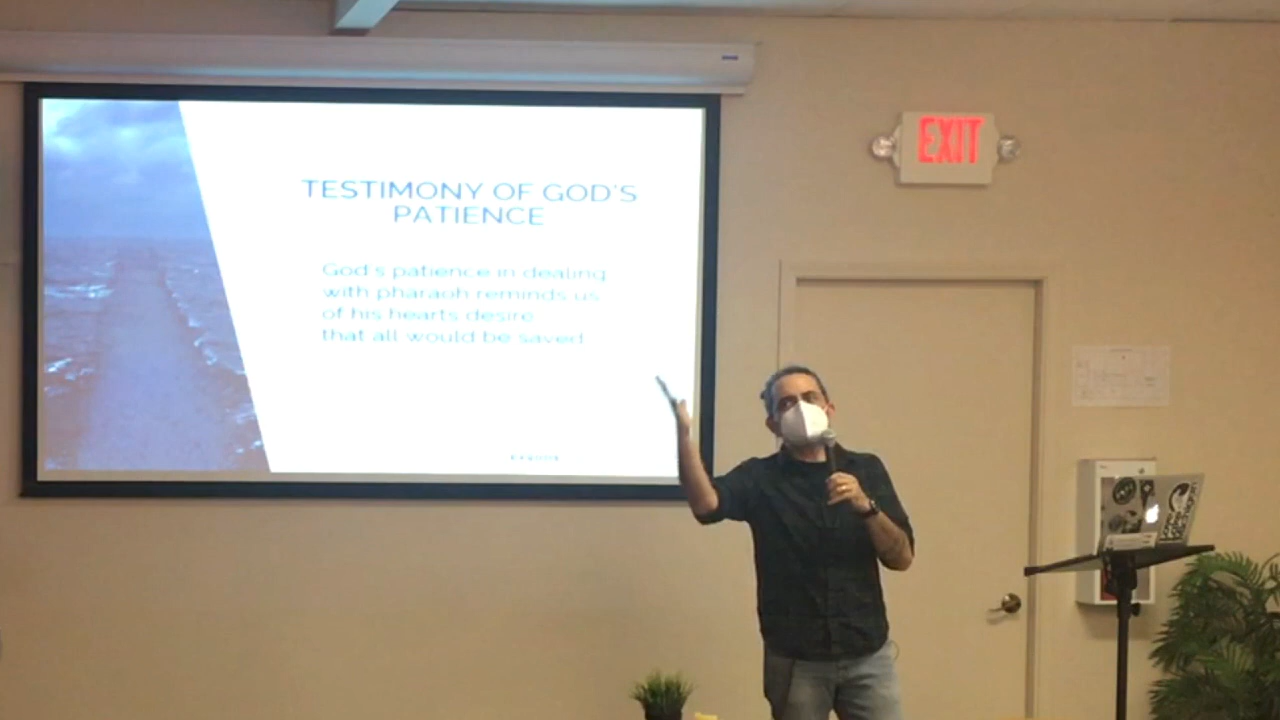 TESTIMONY OF GOD'S
PATIENCE
God's patience in dealing
with pharaoh reminds us
of his hearts desire
that all would be saved
EXIT